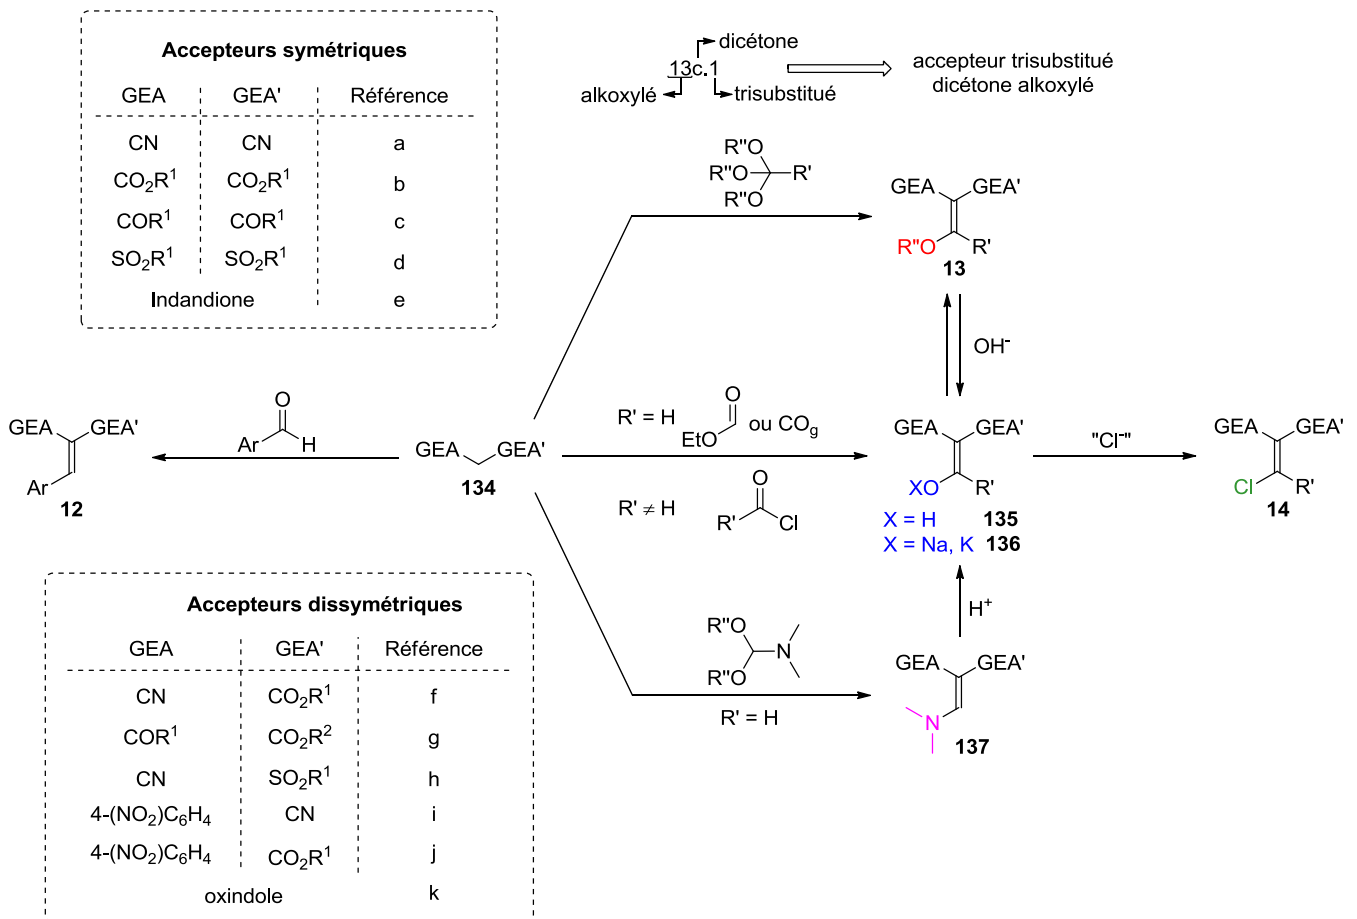 Accepteurs symétriques
GEA GEA' Référence
CN CN a
CO2R1 CO2R1 b
COR1 COR1 c
SO2R1 SO2R1 d
Indandione e
dicétone
13c.1
alkoxylé
trisubstitué
accepteur trisubstitué
dicétone alkoxylé
R"O
R"O R'
R"O
GEA GEA'
R"O R'
13
OH-
GEA GEA'
Ar
12
O
Ar H
GEA GEA'
134
R' = H
O
EtO
ou COg
R' ≠ H
O
R' Cl
GEA GEA'
XO R'
X = H 135
X = Na, K 136
"Cl-"
GEA GEA'
Cl R'
14
H+
R"O
N
R"O
R' = H
GEA GEA'
N
137
Accepteurs dissymétriques
GEA GEA' Référence
CN CO2R1 f
COR1 CO2R2 g
CN SO2R1 h
4-(NO2)C6H4 CN i
4-(NO2)C6H4 CO2R1 j
oxindole k